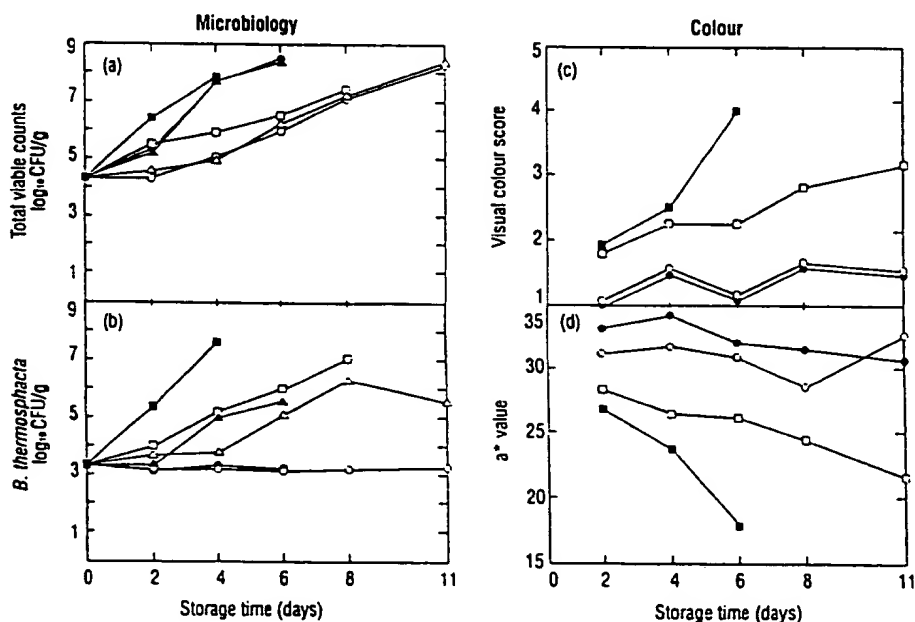 Microbiology
Colour
(a)
Total viable counts
log₁₀CFU/g
9
7
5
3
1
(b)
B. thermosphacta
log₁₀CFU/g
9
7
5
3
1
0
2
4
6
8
11
Storage time (days)
(c)
Visual colour score
5
4
3
2
1
(d)
a* value
35
30
25
20
15
0
2
4
6
8
11
Storage time (days)